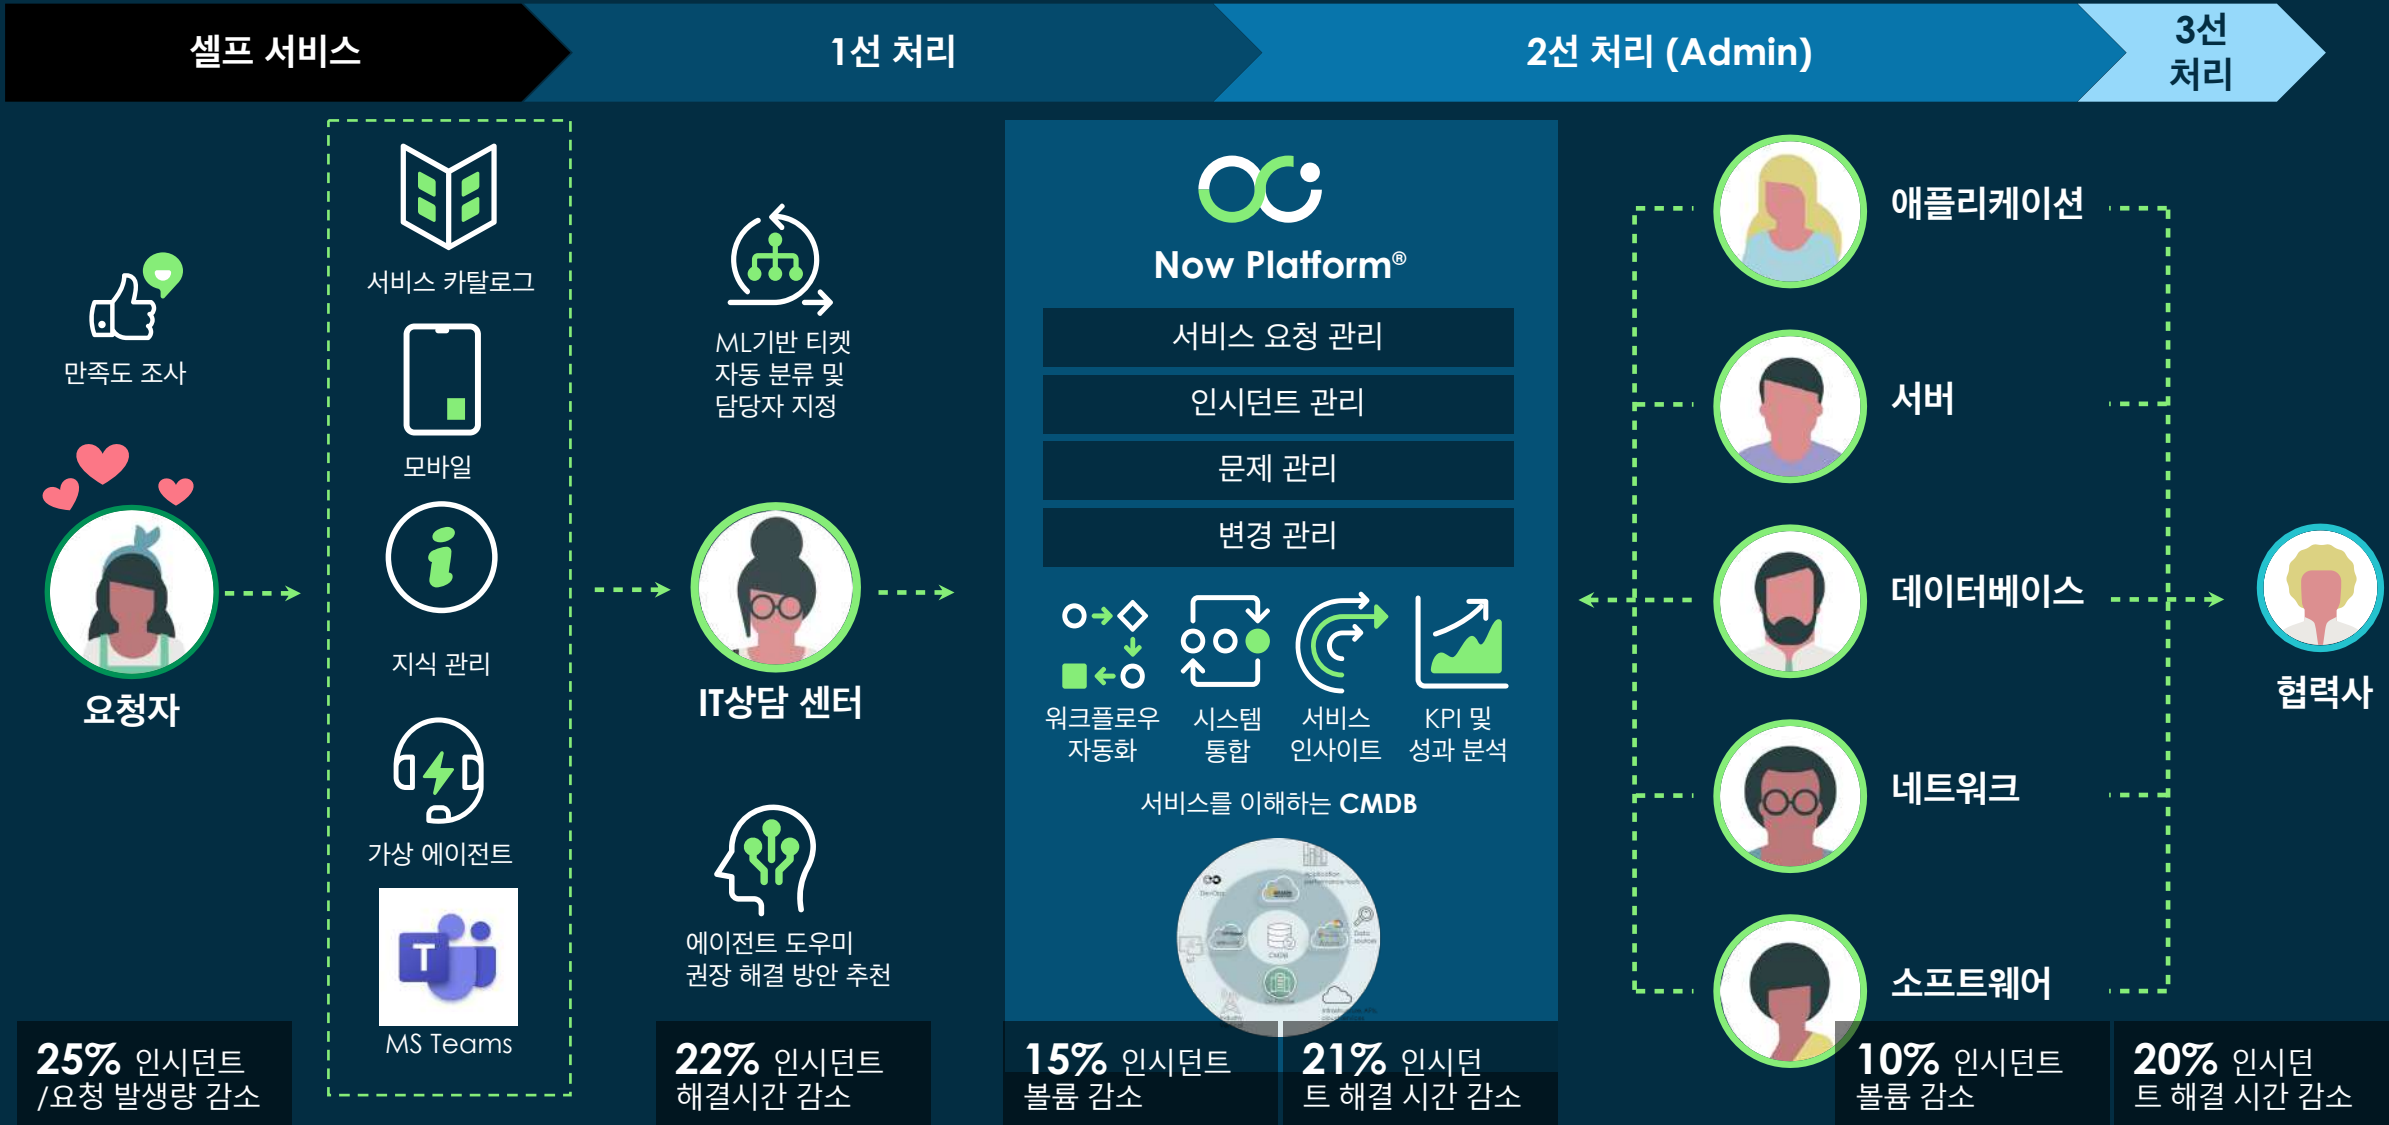 셀프 서비스
1선 처리
2선 처리 (Admin)
3선
처리
만족도 조사
요청자
서비스 카탈로그
모바일
지식 관리
가상 에이전트
T
MS Teams
ML기반 티켓
자동 분류 및
담당자 지정
IT상담 센터
에이전트 도우미
권장 해결 방안 추천
Now Platform®
서비스 요청 관리
인시던트 관리
문제 관리
변경 관리
워크플로우
자동화
시스템
통합
서비스
인사이트
KPI 및
성과 분석
서비스를 이해하는 CMDB
DevOps
Data
sources
CMDB
IoT
애플리케이션
서버
데이터베이스
네트워크
소프트웨어
협력사
25% 인시던트
/요청 발생량 감소
22% 인시던트
해결시간 감소
15% 인시던트
볼륨 감소
21% 인시던
트 해결 시간 감소
10% 인시던트
볼륨 감소
20% 인시던
트 해결 시간 감소